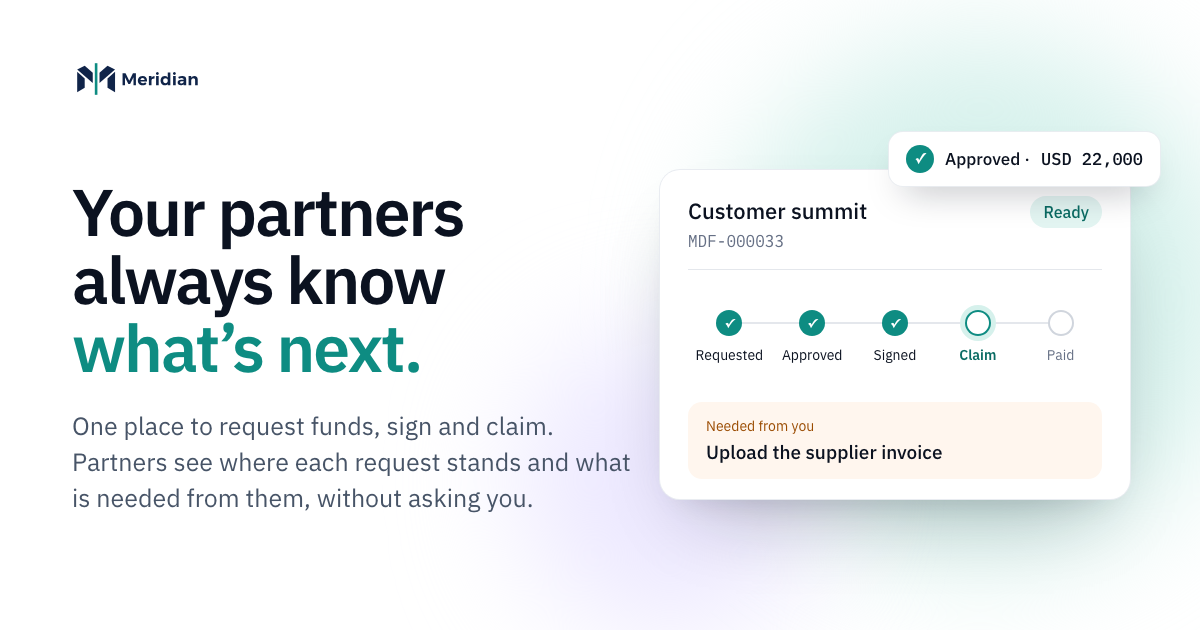 Meridian
Your partners
always know
what’s next.
One place to request funds, sign and claim.
Partners see where each request stands and what
is needed from them, without asking you.
Approved · USD 22,000
Customer summit
Ready
MDF-000033
Requested
Approved
Signed
Claim
Paid
Needed from you
Upload the supplier invoice